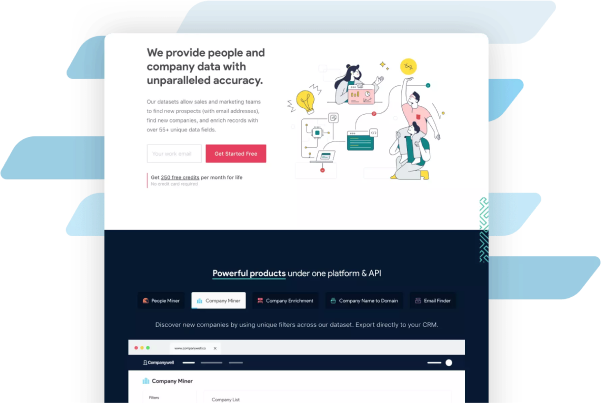 We provide people and
company data with
unparalleled accuracy.
Our datasets allow sales and marketing teams
to find new prospects (with email addresses),
find new companies, and enrich records with
over 55+ unique data fields.
Your work email
Get Started Free
Get 250 free credits per month for life
No credit card required
Powerful products under one platform & API
People Miner
Company Miner
Company Enrichment
Company Name to Domain
Email Finder
Discover new companies by using unique filters across our dataset. Export directly to your CRM.
Companywell
Company Miner
Filters
Company List